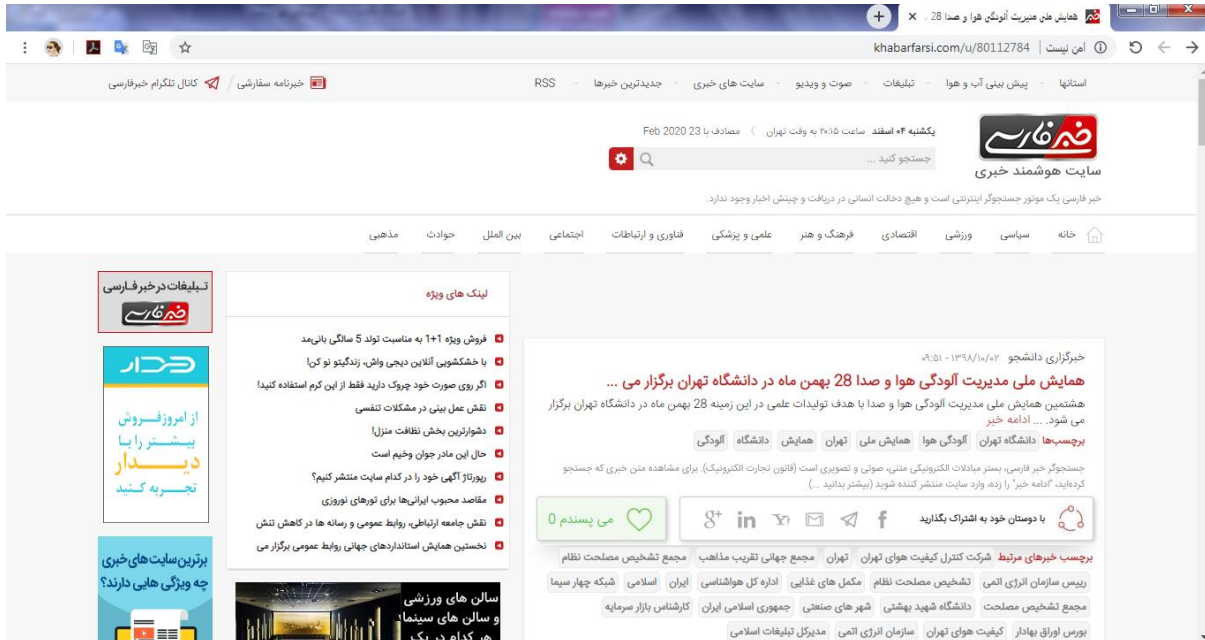 همایش ملی مدیریت آلودگی هوا و صدا 28
khabarfarsi.com/u/80112784 | امن نیست
استانها - پیش بینی آب و هوا - تبلیغات - صوت و ویدیو - سایت های خبری - جدیدترین خبرها - RSS
خبرنامه سفارشی / کانال تلگرام خبرفارسی
خبرفارسی
سایت هوشمند خبری
یکشنبه ۰۴ اسفند ساعت ۲۰:۱۵ به وقت تهران 〉 مصادف با 23 Feb 2020
جستجو کنید ...
خبر فارسی یک موتور جستجوگر اینترنتی است و هیچ دخالت انسانی در دریافت و چینش اخبار وجود ندارد.
خانه سیاسی ورزشی اقتصادی فرهنگ و هنر علمی و پزشکی فناوری و ارتباطات اجتماعی بین الملل حوادث مذهبی
خبرگزاری دانشجو ۱۳۹۸/۱۰/۰۲ - ۰۹:۵۱
همایش ملی مدیریت آلودگی هوا و صدا 28 بهمن ماه در دانشگاه تهران برگزار می ...
هشتمین همایش ملی مدیریت آلودگی هوا و صدا با هدف تولیدات علمی در این زمینه 28 بهمن ماه در دانشگاه تهران برگزار
می شود. ... ادامه خبر
برچسب‌ها دانشگاه تهران آلودگی هوا همایش ملی تهران همایش دانشگاه آلودگی
جستجوگر خبر فارسی، بستر مبادلات الکترونیکی متنی، صوتی و تصویری است (قانون تجارت الکترونیک). برای مشاهده متن خبری که جستجو
کرده‌اید، "ادامه خبر" را زده، وارد سایت منتشر کننده شوید (بیشتر بدانید ...)
با دوستان خود به اشتراک بگذارید
می پسندم 0
برچسب خبرهای مرتبط شرکت کنترل کیفیت هوای تهران تهران مجمع جهانی تقریب مذاهب مجمع تشخیص مصلحت نظام
رییس سازمان انرژی اتمی تشخیص مصلحت نظام مکمل های غذایی اداره کل هواشناسی ایران اسلامی شبکه چهار سیما
مجمع تشخیص مصلحت دانشگاه شهید بهشتی شهر های صنعتی جمهوری اسلامی ایران کارشناس بازار سرمایه
بورس اوراق بهادار کیفیت هوای تهران سازمان انرژی اتمی مدیرکل تبلیغات اسلامی
لینک های ویژه
فروش ویژه 1+1 به مناسبت تولد 5 سالگی بانی‌مد
با خشکشویی آنلاین دیجی واش، زندگیتو نو کن!
اگر روی صورت خود چروک دارید فقط از این کرم استفاده کنید!
نقش عمل بینی در مشکلات تنفسی
دشوارترین بخش نظافت منزل!
حال این مادر جوان وخیم است
رپورتاژ آگهی خود را در کدام سایت منتشر کنیم؟
مقاصد محبوب ایرانی‌ها برای تورهای نوروزی
نقش جامعه ارتباطی، روابط عمومی و رسانه ها در کاهش تنش
نخستین همایش استانداردهای جهانی روابط عمومی برگزار می
سالن های ورزشی
و سالن های سینما
هر کدام در یک
تبلیغات در خبر فارسی
خبرفارسی
از امروز فروش
بیشتر را با
دیدار
تجربه کنید
برترین سایت های خبری
چه ویژگی هایی دارند؟